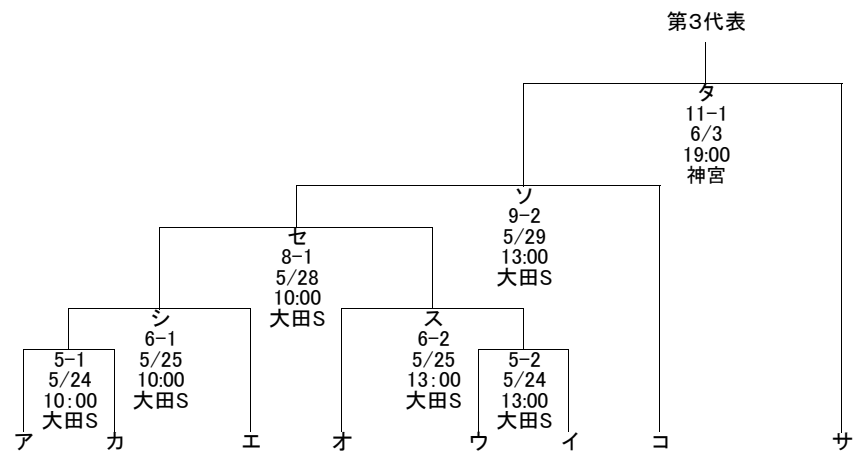 第3代表
タ
11-1
6/3
19:00
神宮
ソ
9-2
5/29
13:00
大田S
セ
8-1
5/28
10:00
大田S
シ
6-1
5/25
10:00
大田S
ス
6-2
5/25
13:00
大田S
5-1
5/24
10:00
大田S
5-2
5/24
13:00
大田S
ア カ エ オ ウ イ コ サ